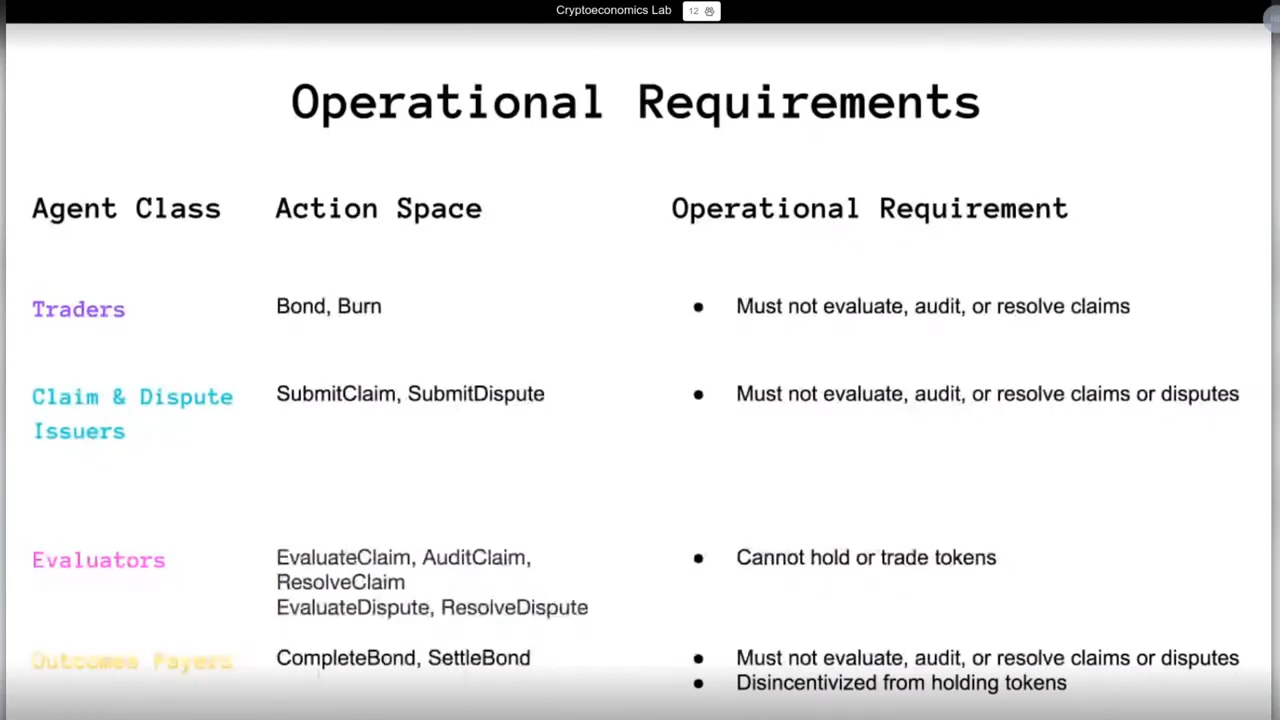 Cryptoeconomics Lab 12
Operational Requirements
Agent Class Action Space Operational Requirement
Traders Bond, Burn ● Must not evaluate, audit, or resolve claims
Claim & Dispute SubmitClaim, SubmitDispute ● Must not evaluate, audit, or resolve claims or disputes
Issuers
Evaluators EvaluateClaim, AuditClaim, ● Cannot hold or trade tokens
ResolveClaim
EvaluateDispute, ResolveDispute
Outcomes Payers CompleteBond, SettleBond ● Must not evaluate, audit, or resolve claims or disputes
● Disincentivized from holding tokens